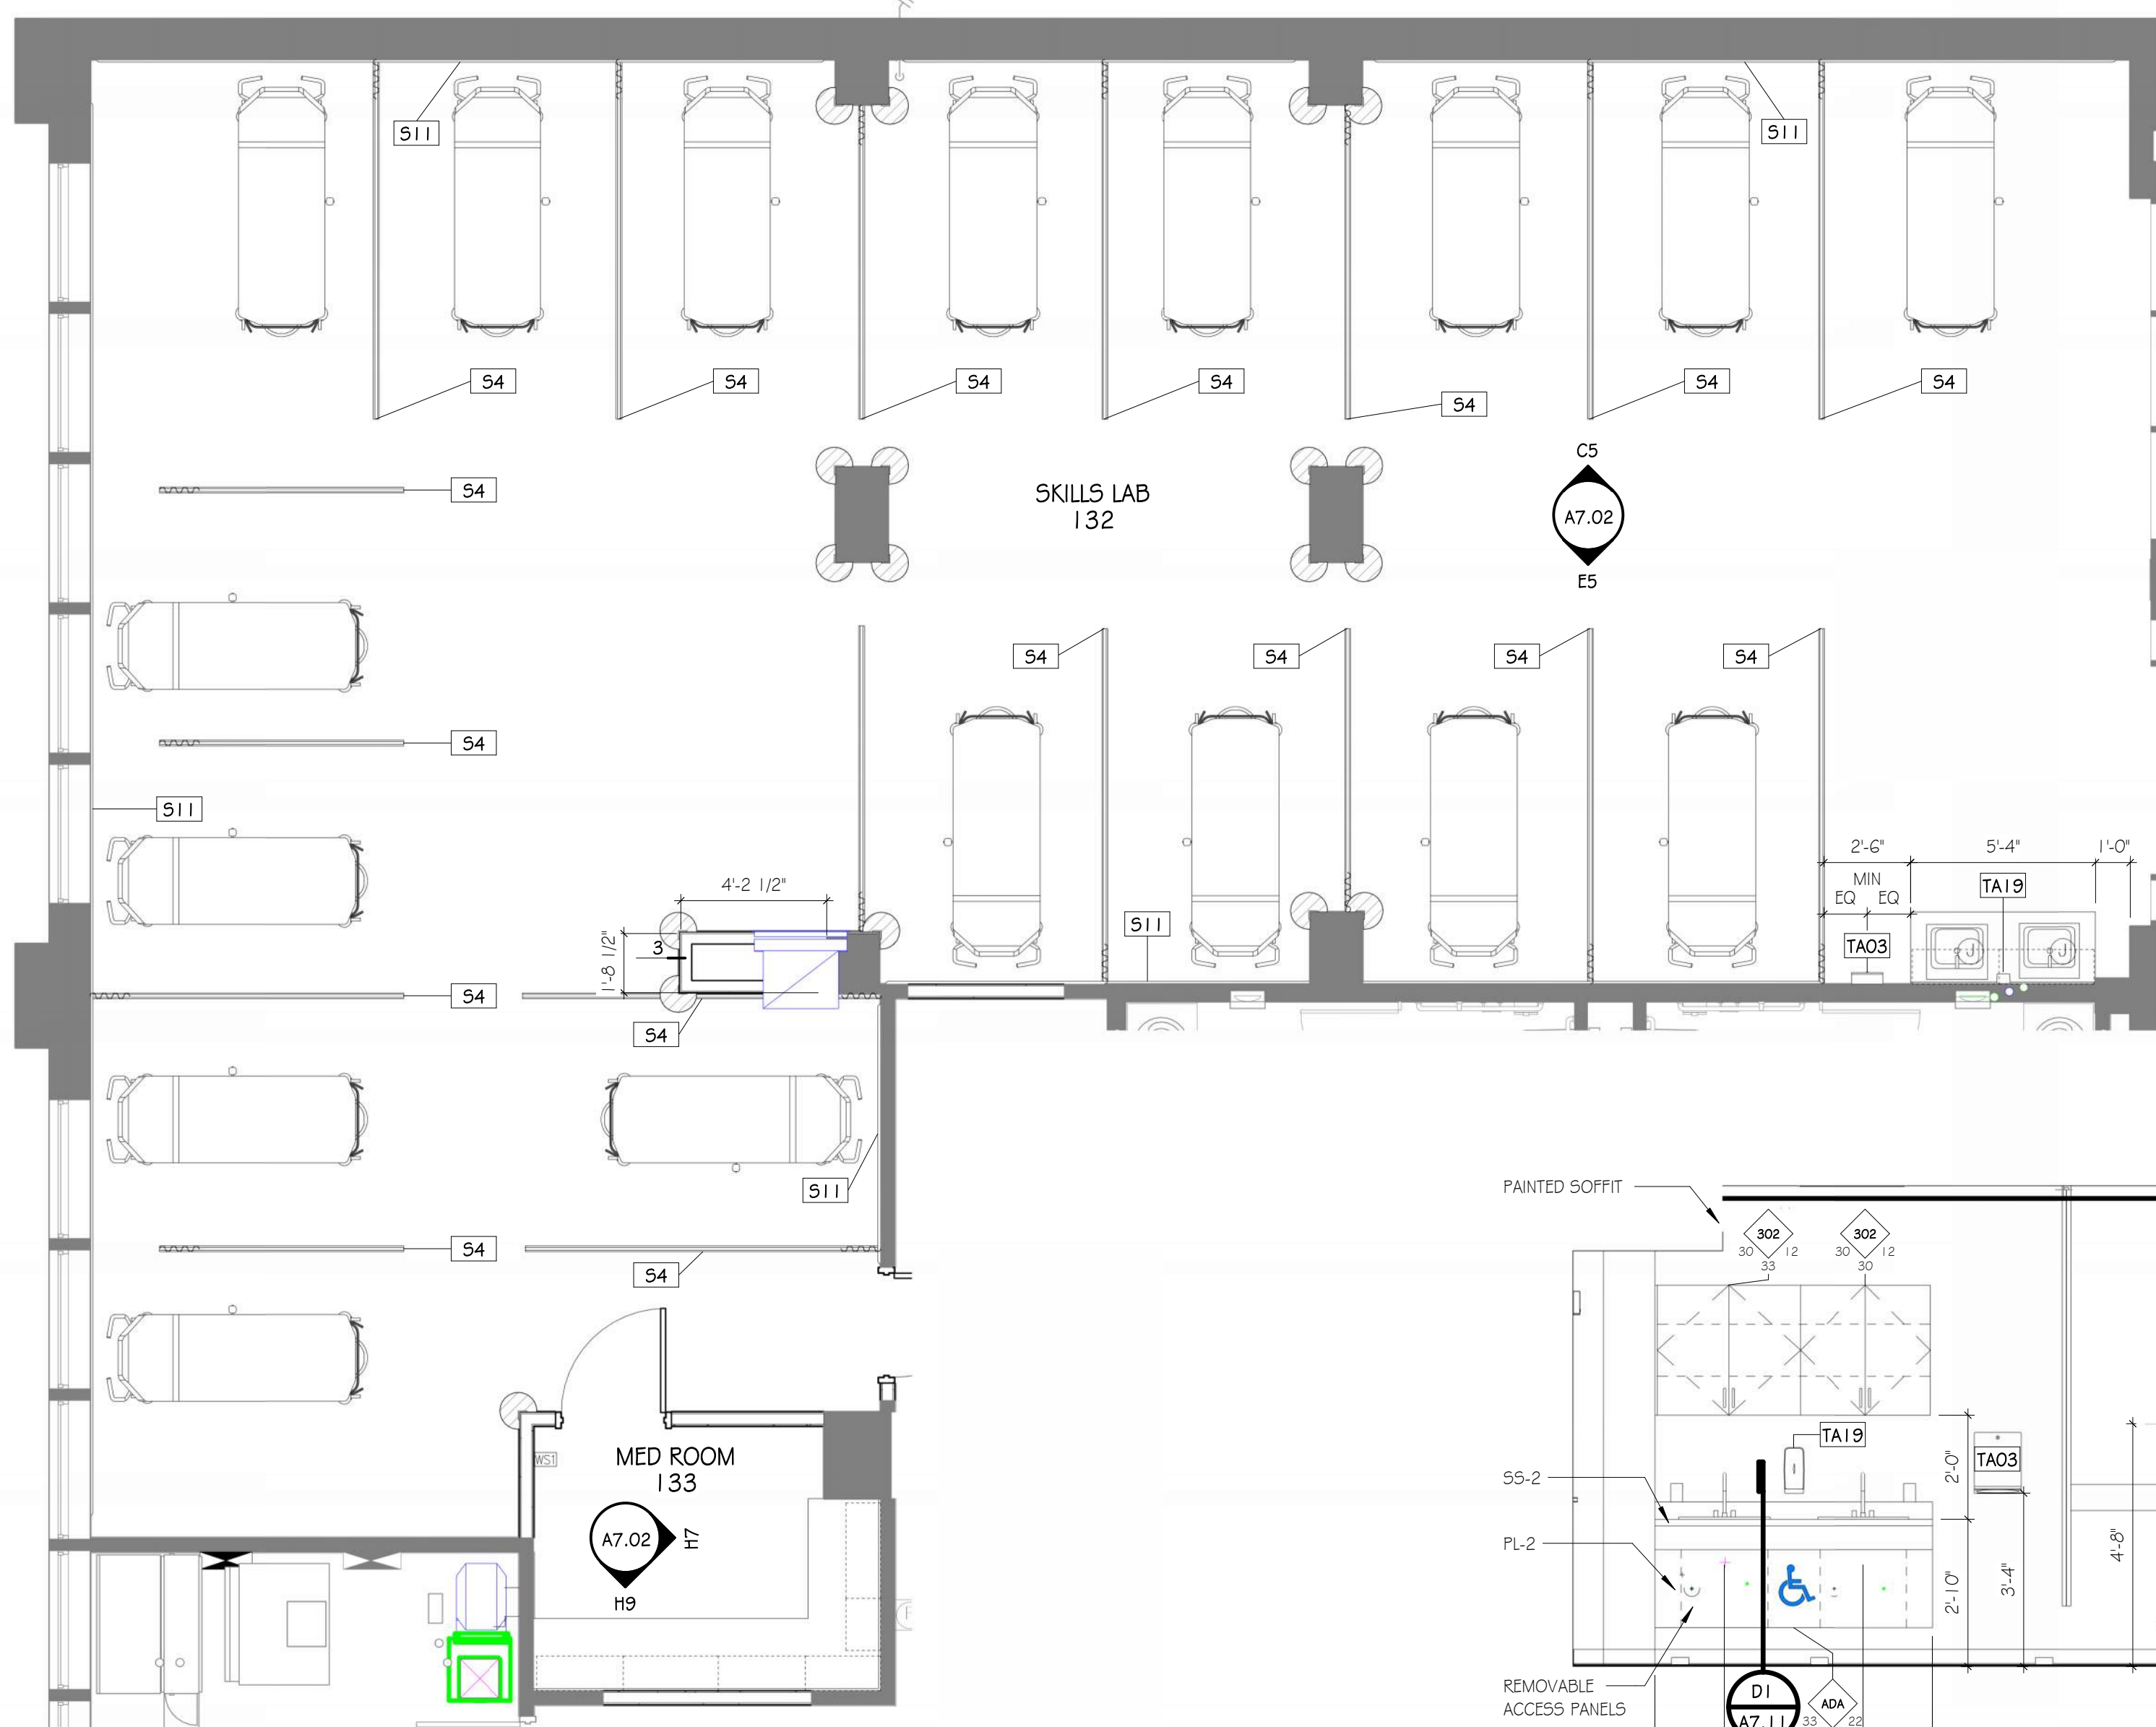 S11
S11
S4
S4
S4
S4
S4
S4
S4
C5
A7.02
E5
SKILLS LAB
132
S4
S4
S4
S4
S4
S4
S11
2'-6"
5'-4"
1'-0"
MIN
EQ
EQ
TA19
TA03
J
J
4'-2 1/2"
1'-8 1/2"
3
S11
S4
S4
S11
S4
S4
MED ROOM
133
WS1
A7.02
H7
H9
PAINTED SOFFIT
302
30
12
33
302
30
12
30
TA19
TA03
2'-0"
SS-2
PL-2
2'-10"
3'-4"
4'-8"
REMOVABLE
ACCESS PANELS
D1
A7.11
ADA
33
22